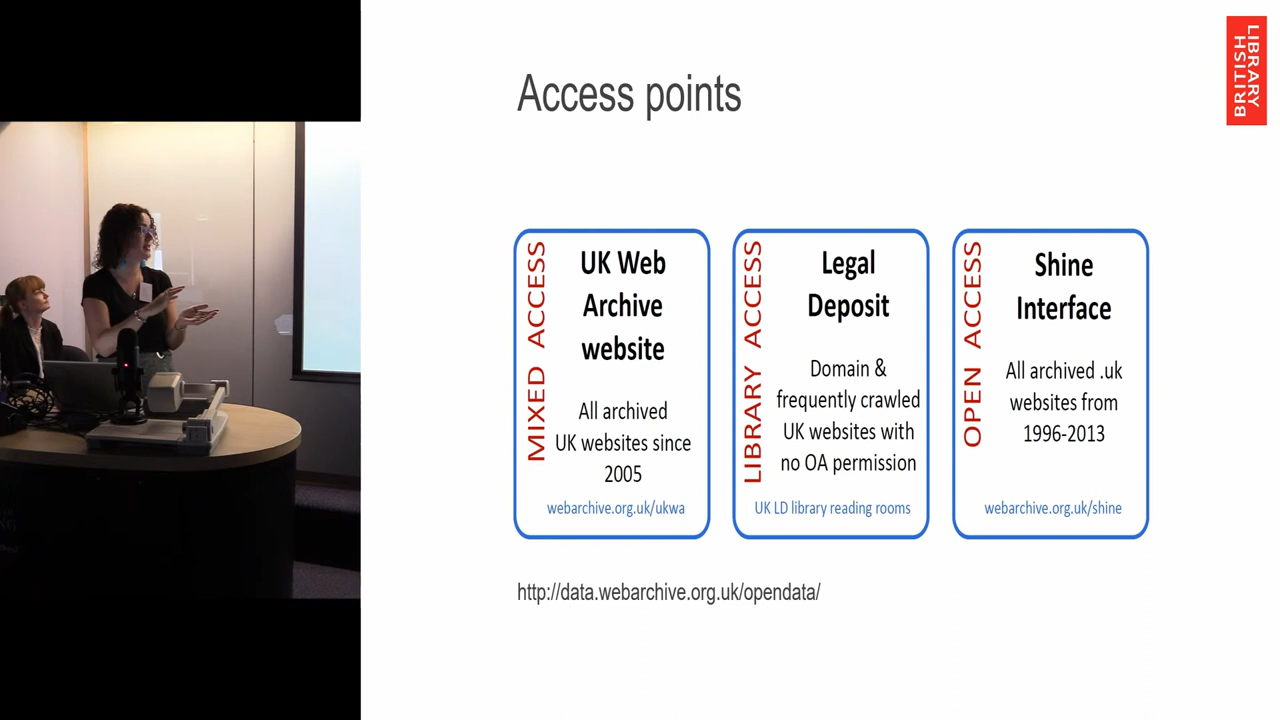 LIBRARY
BRITISH
Access points
MIXED ACCESS
UK Web
Archive
website
All archived
UK websites since
2005
webarchive.org.uk/ukwa
LIBRARY ACCESS
Legal
Deposit
Domain &
frequently crawled
UK websites with
no OA permission
UK LD library reading rooms
OPEN ACCESS
Shine
Interface
All archived .uk
websites from
1996-2013
webarchive.org.uk/shine
http://data.webarchive.org.uk/opendata/